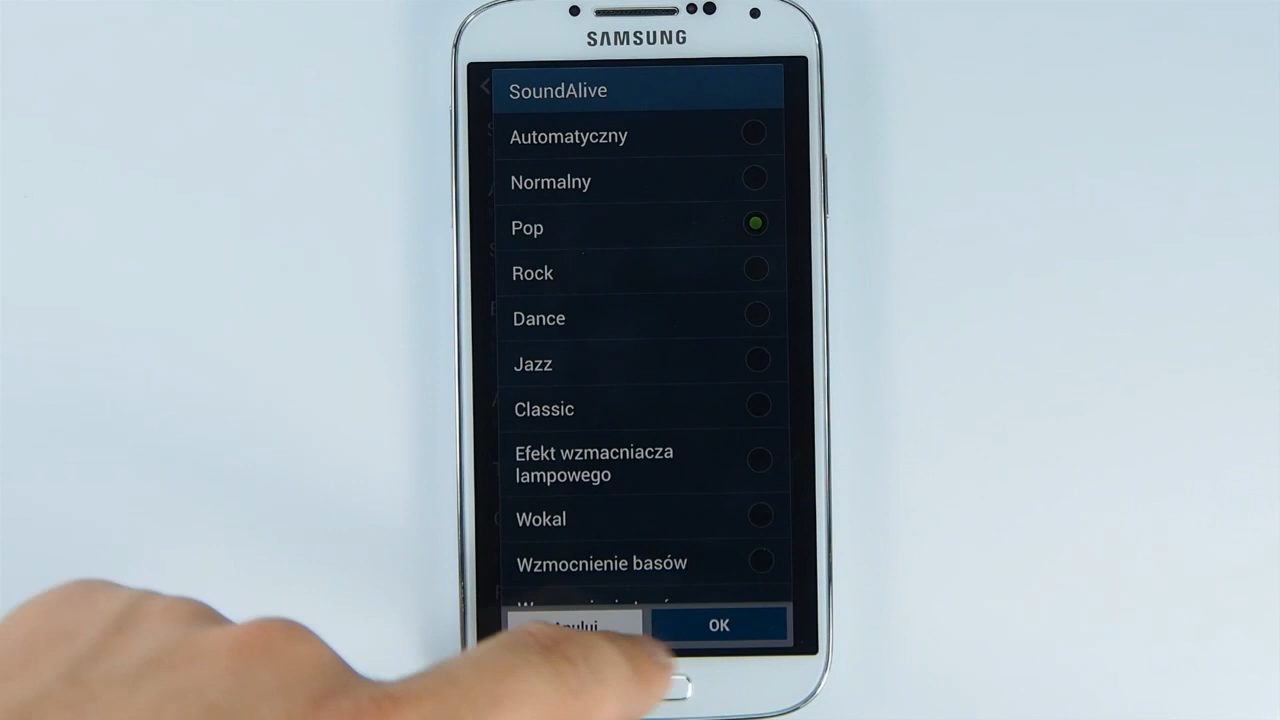 SAMSUNG
SoundAlive
Automatyczny
Normalny
Pop
Rock
Dance
Jazz
Classic
Efekt wzmacniacza
lampowego
Wokal
Wzmocnienie basów
OK